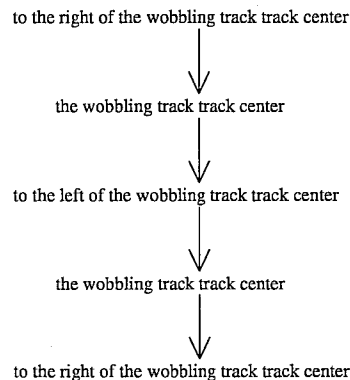 to the right of the wobbling track track center
the wobbling track track center
to the left of the wobbling track track center
the wobbling track track center
to the right of the wobbling track track center